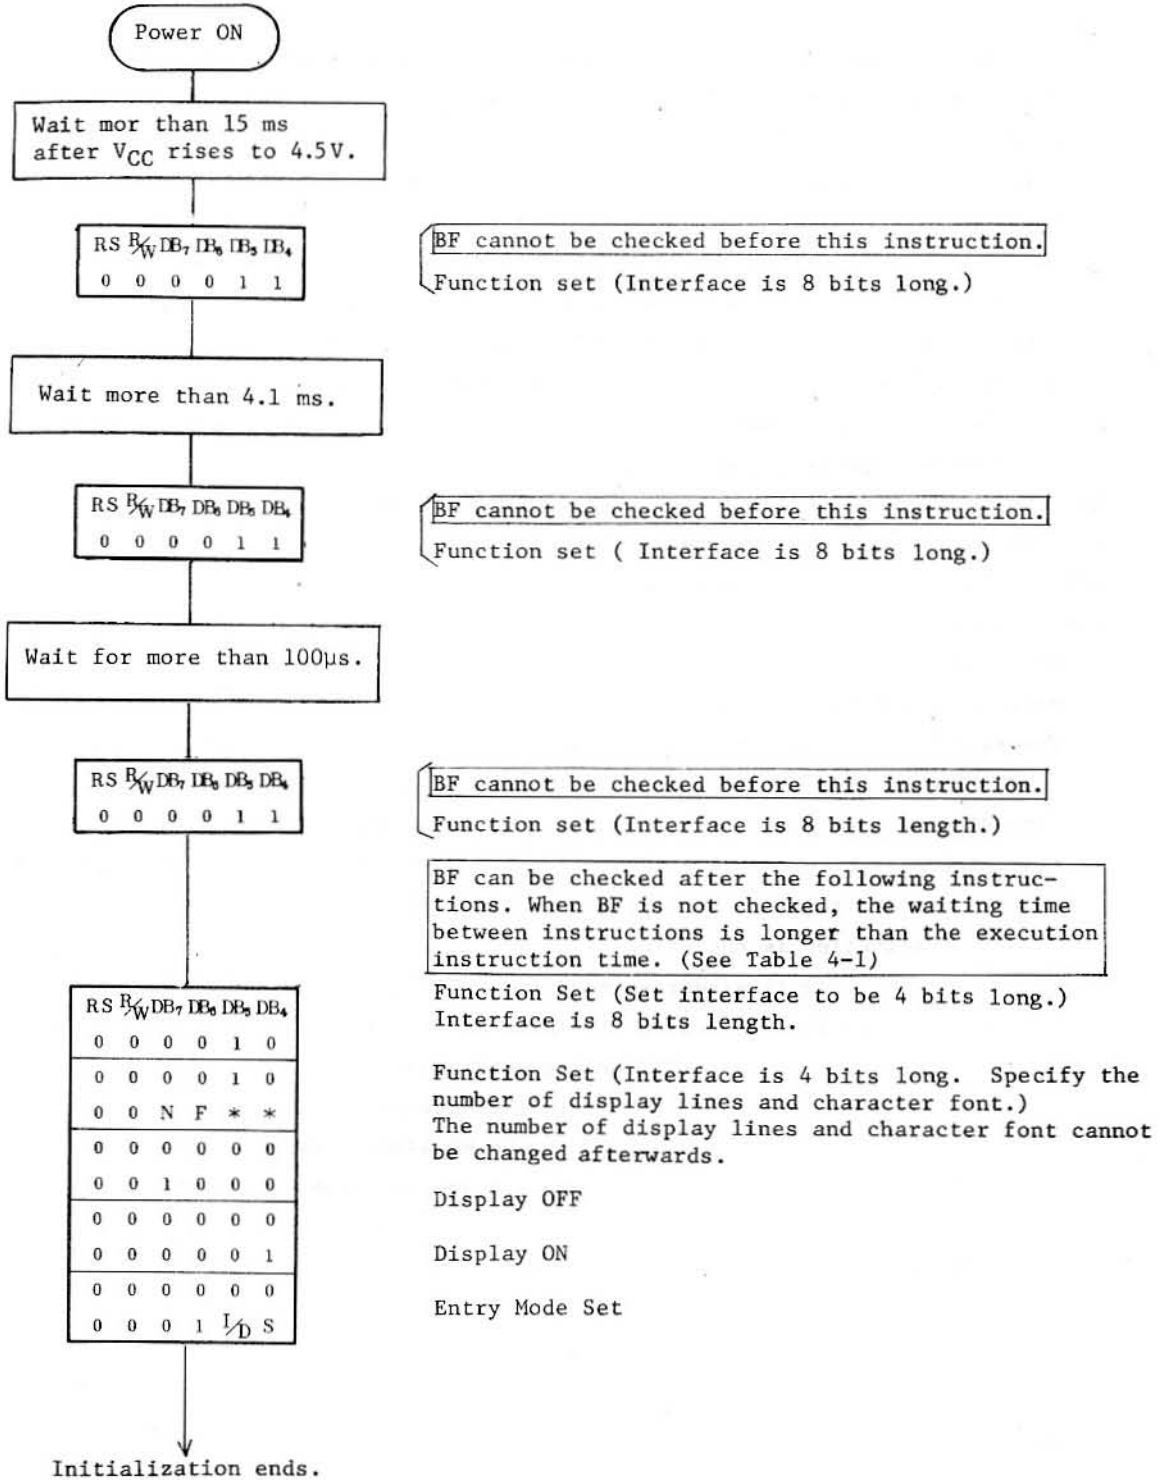 Power ON
Wait mor than 15 ms
after VCC rises to 4.5V.
RS R/W DB7 DB6 DB5 DB4
0 0 0 0 1 1
BF cannot be checked before this instruction.
Function set (Interface is 8 bits long.)
Wait more than 4.1 ms.
RS R/W DB7 DB6 DB5 DB4
0 0 0 0 1 1
BF cannot be checked before this instruction.
Function set ( Interface is 8 bits long.)
Wait for more than 100μs.
RS R/W DB7 DB6 DB5 DB4
0 0 0 0 1 1
BF cannot be checked before this instruction.
Function set (Interface is 8 bits length.)
BF can be checked after the following instruc-
tions. When BF is not checked, the waiting time
between instructions is longer than the execution
instruction time. (See Table 4-1)
RS R/W DB7 DB6 DB5 DB4
0 0 0 0 1 0
Function Set (Set interface to be 4 bits long.)
Interface is 8 bits length.
0 0 0 0 1 0
0 0 N F * *
Function Set (Interface is 4 bits long. Specify the
number of display lines and character font.)
The number of display lines and character font cannot
be changed afterwards.
0 0 0 0 0 0
0 0 1 0 0 0
Display OFF
0 0 0 0 0 0
0 0 0 0 0 1
Display ON
0 0 0 0 0 0
0 0 0 1 I/D S
Entry Mode Set
Initialization ends.